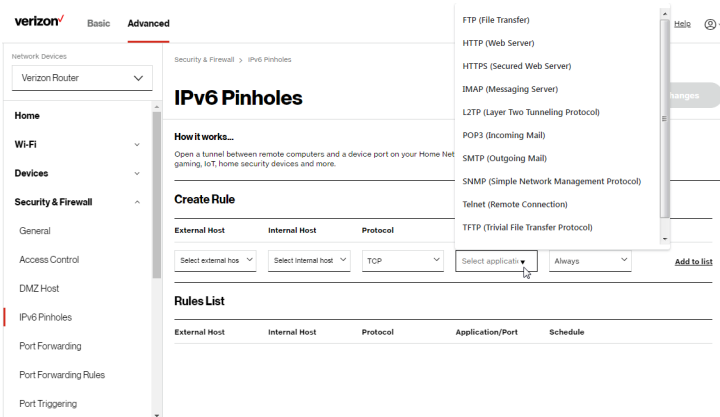 verizon✓
Basic
Advanced
Help
Network Devices
Verizon Router
Home
Wi-Fi
Devices
Security & Firewall
General
Access Control
DMZ Host
IPv6 Pinholes
Port Forwarding
Port Forwarding Rules
Port Triggering
Security & Firewall > IPv6 Pinholes
IPv6 Pinholes
How it works...
Open a tunnel between remote computers and a device port on your Home Net
gaming, IoT, home security devices and more.
Create Rule
External Host Internal Host Protocol
Select external hos Select Internal host TCP Select applicati Always Add to list
FTP (File Transfer)
HTTP (Web Server)
HTTPS (Secured Web Server)
IMAP (Messaging Server)
L2TP (Layer Two Tunneling Protocol)
POP3 (Incoming Mail)
SMTP (Outgoing Mail)
SNMP (Simple Network Management Protocol)
Telnet (Remote Connection)
TFTP (Trivial File Transfer Protocol)
Rules List
External Host Internal Host Protocol Application/Port Schedule